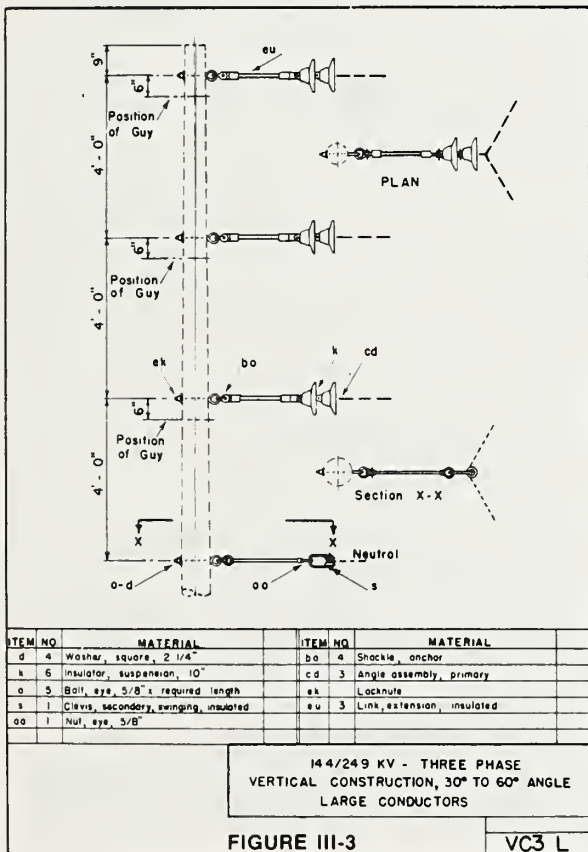 eu
9"
6"
Position
of Guy
4' - 0"
PLAN
6"
Position
of Guy
4' - 0"
ek
bo
k
cd
6"
Position
of Guy
4' - 0"
Section X-X
X
X
Neutral
a-d
aa
s
ITEM NO MATERIAL ITEM NO. MATERIAL
d 4 Washer, square, 2 1/4"
k 6 Insulator, suspension, 10"
a 5 Bolt, eye, 5/8" x required length
s 1 Clevis, secondary, swinging, insulated
aa 1 Nut, eye, 5/8"
bo 4 Shackle, anchor
cd 3 Angle assembly, primary
ek Locknuts
eu 3 Link, extension, insulated
144/249 KV - THREE PHASE
VERTICAL CONSTRUCTION, 30° TO 60° ANGLE
LARGE CONDUCTORS
FIGURE III-3
VC3 L